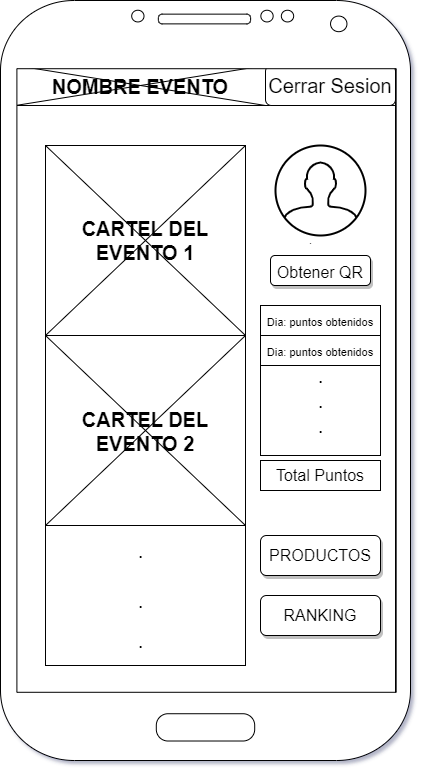 NOMBRE EVENTO
Cerrar Sesion
CARTEL DEL
EVENTO 1
Obtener QR
Dia: puntos obtenidos
Dia: puntos obtenidos
.
.
.
CARTEL DEL
EVENTO 2
Total Puntos
.
.
.
PRODUCTOS
RANKING